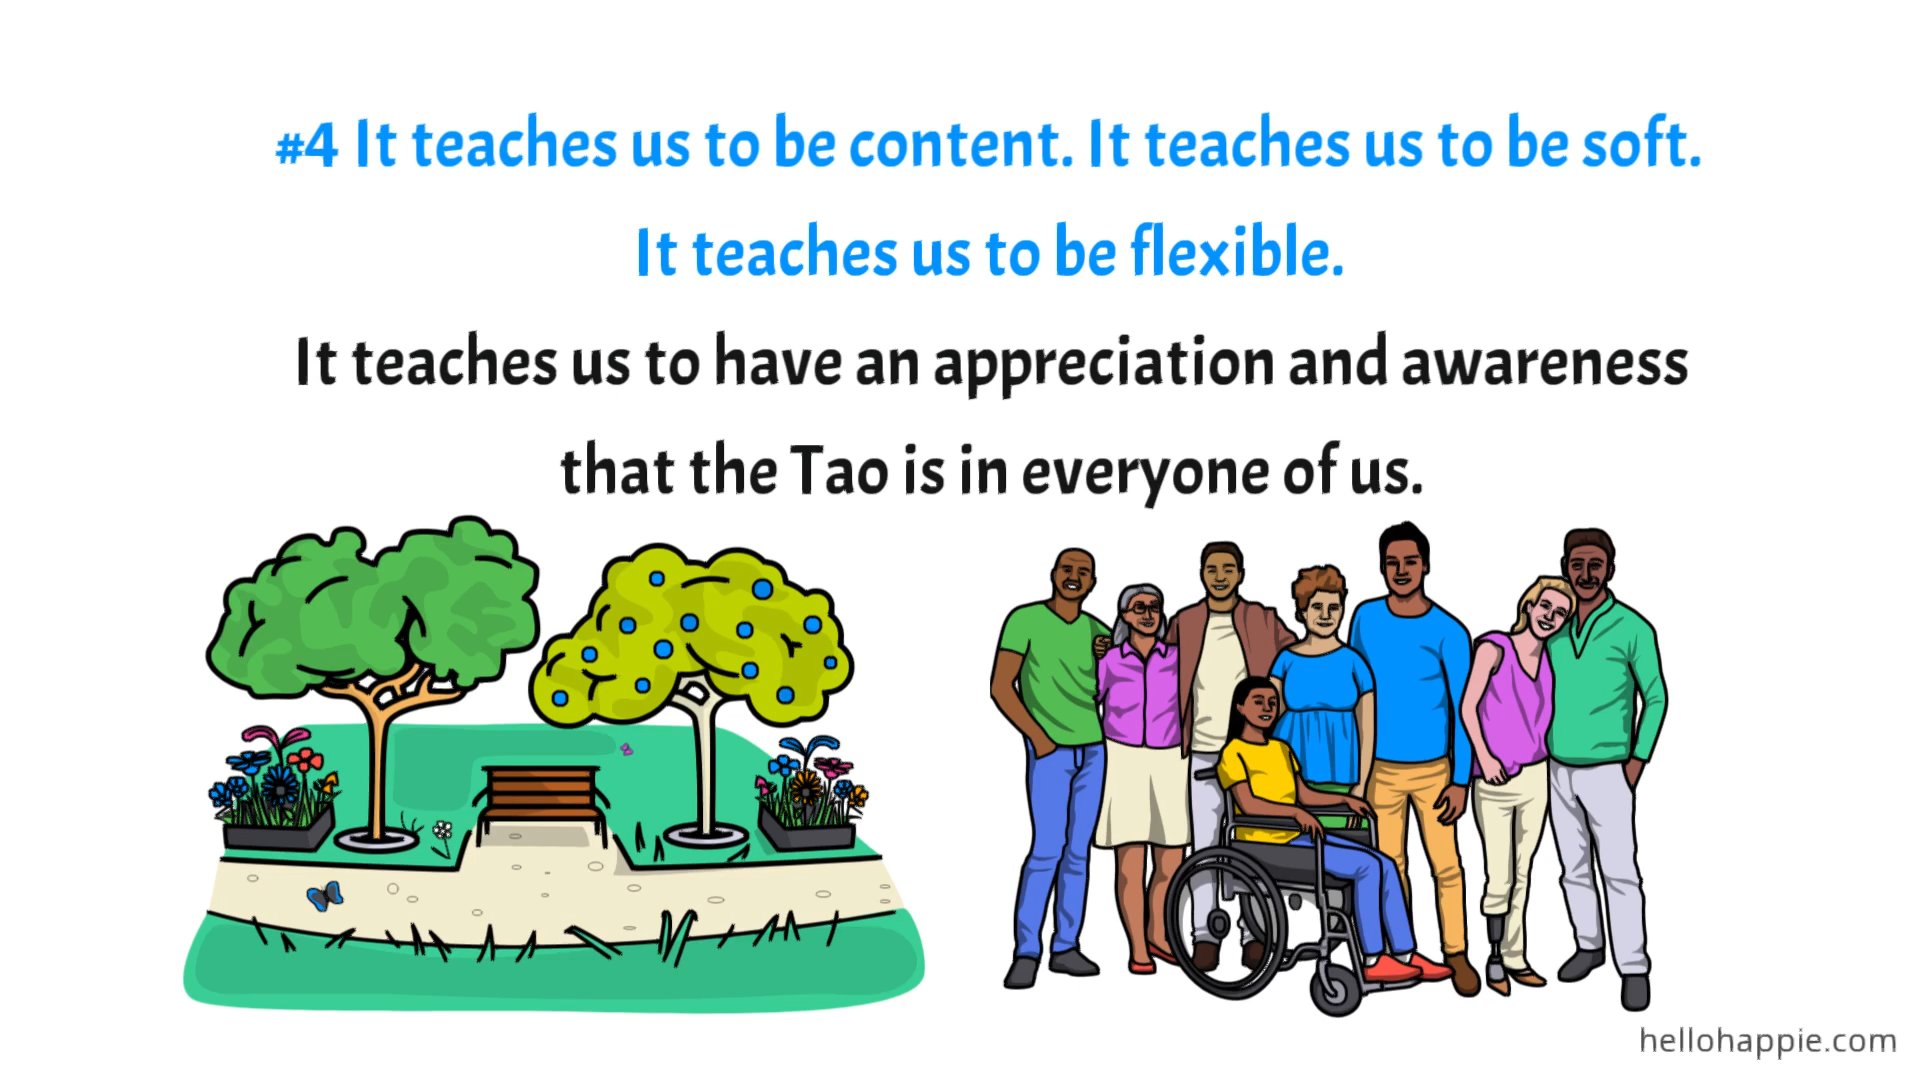 #4 It teaches us to be content. It teaches us to be soft.
It teaches us to be flexible.
It teaches us to have an appreciation and awareness
that the Tao is in everyone of us.
hellohappie.com